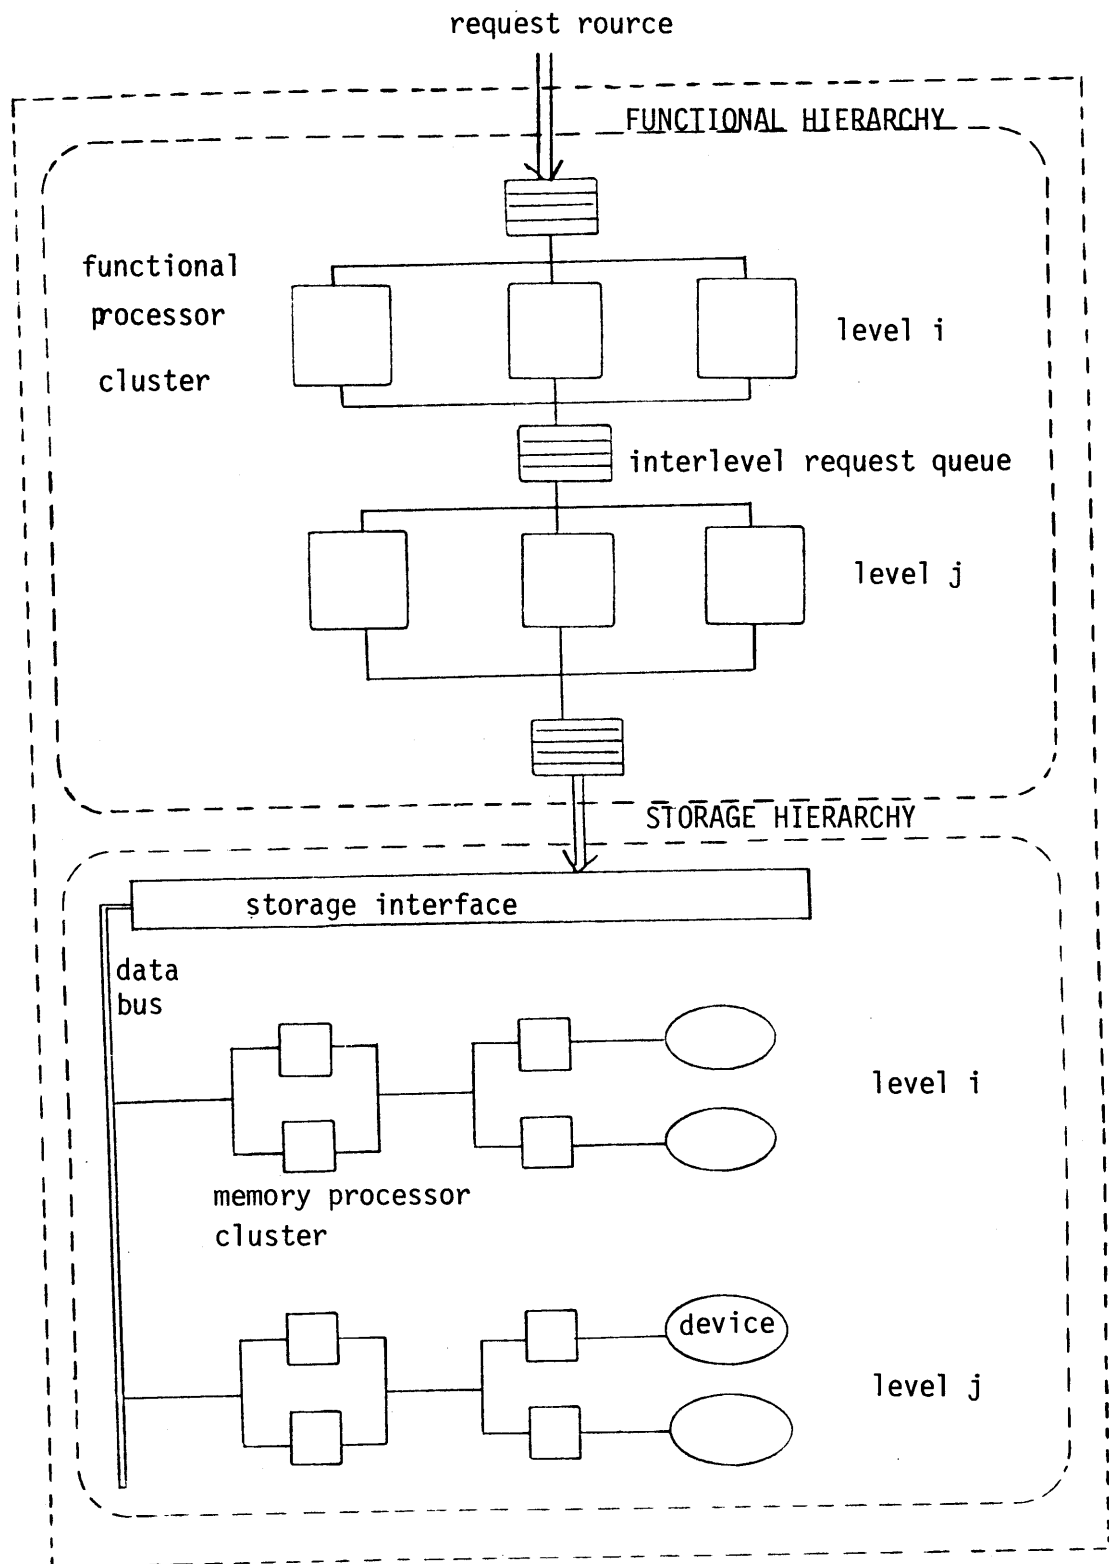 request rource
FUNCTIONAL HIERARCHY
functional
processor
cluster
level i
interlevel request queue
level j
STORAGE HIERARCHY
storage interface
data
bus
level i
memory processor
cluster
device
level j